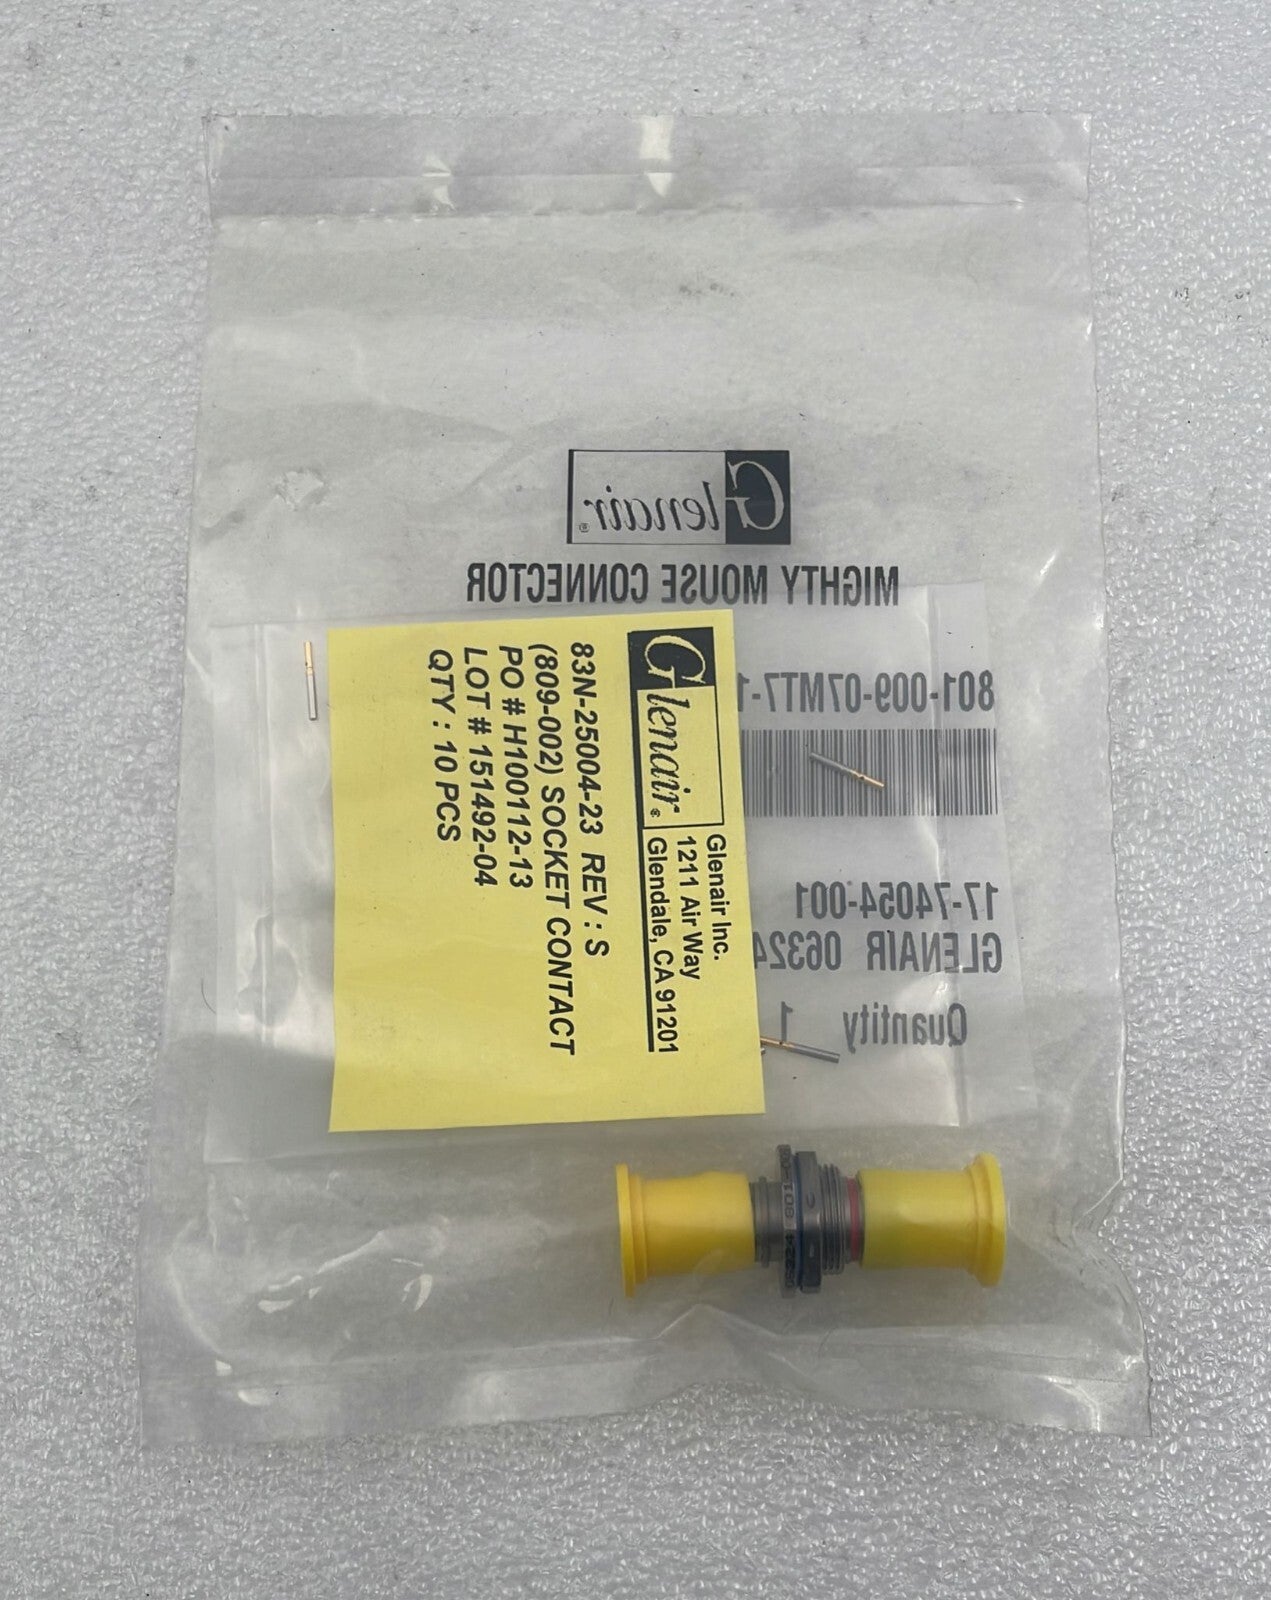 Glenair®
MIGHTY MOUSE CONNECTOR
801-009-07MT7-1
17-74054-001
GLENAIR 06324
Quantity 1
Glenair®
Glenair Inc.
1211 Air Way
Glendale, CA 91201
83N-25004-23 REV : S
(809-002) SOCKET CONTACT
PO # H100112-13
LOT # 151492-04
QTY : 10 PCS